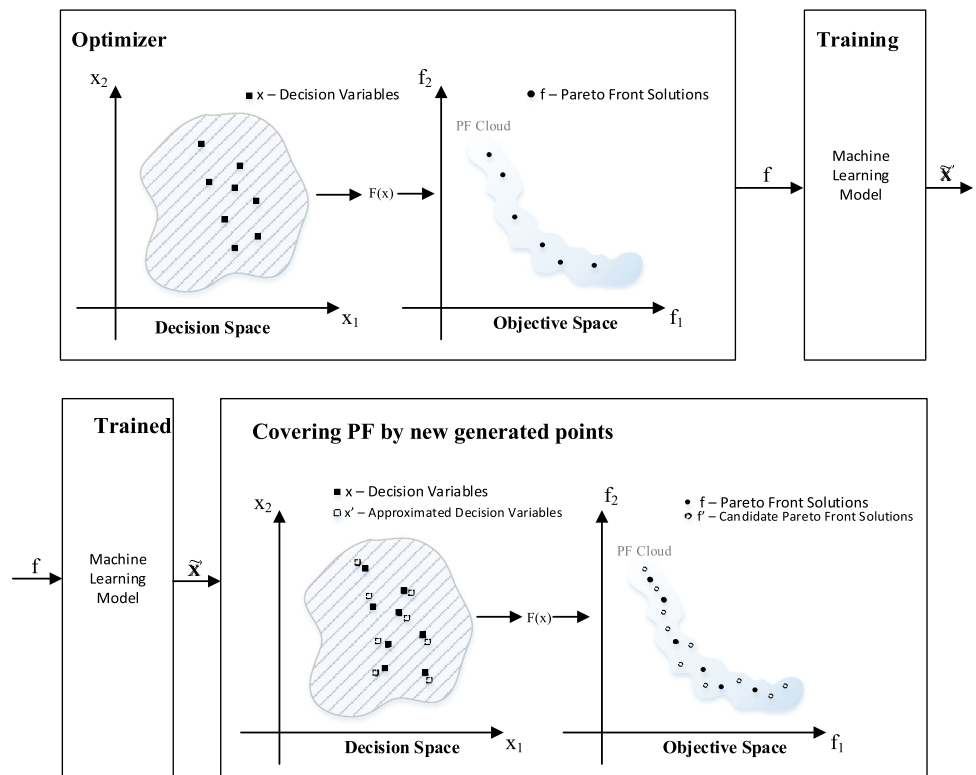 Optimizer
Training
x2
f2
x – Decision Variables
f – Pareto Front Solutions
PF Cloud
F(x)
f
Machine
Learning
Model
x̃′
x1
f1
Decision Space
Objective Space
Trained
Covering PF by new generated points
x – Decision Variables
x' – Approximated Decision Variables
x2
f2
f – Pareto Front Solutions
f' – Candidate Pareto Front Solutions
PF Cloud
f
Machine
Learning
Model
x̃
F(x)
x1
f1
Decision Space
Objective Space